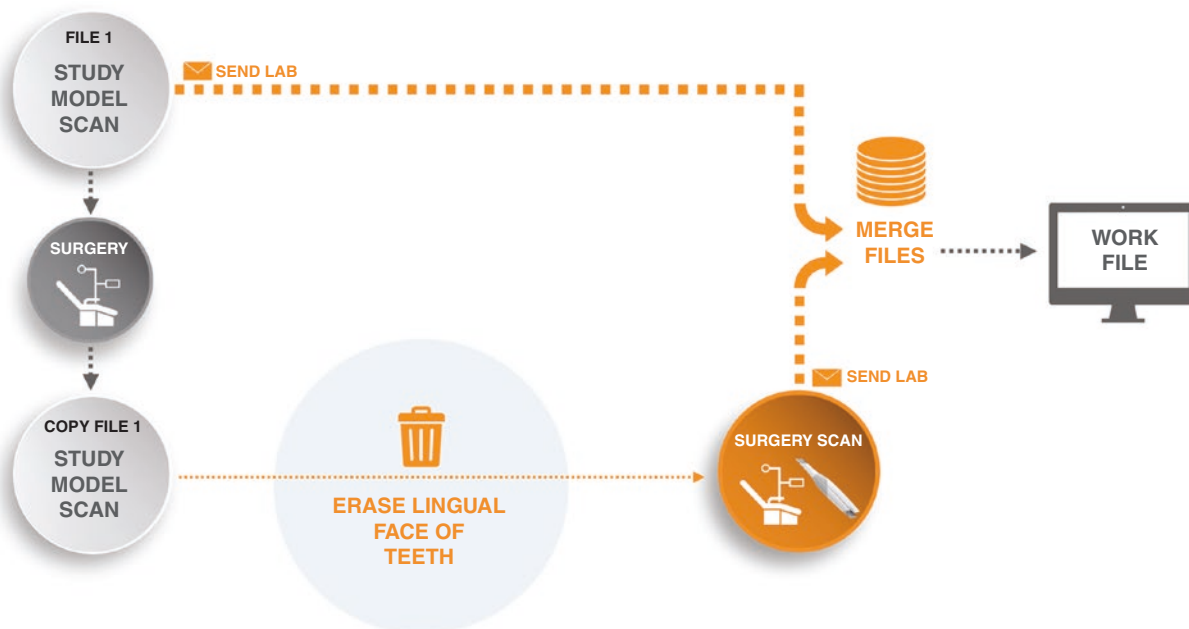 FILE 1
STUDY
MODEL
SCAN
SEND LAB
SURGERY
MERGE
FILES
WORK
FILE
COPY FILE 1
STUDY
MODEL
SCAN
ERASE LINGUAL
FACE OF
TEETH
SEND LAB
SURGERY SCAN